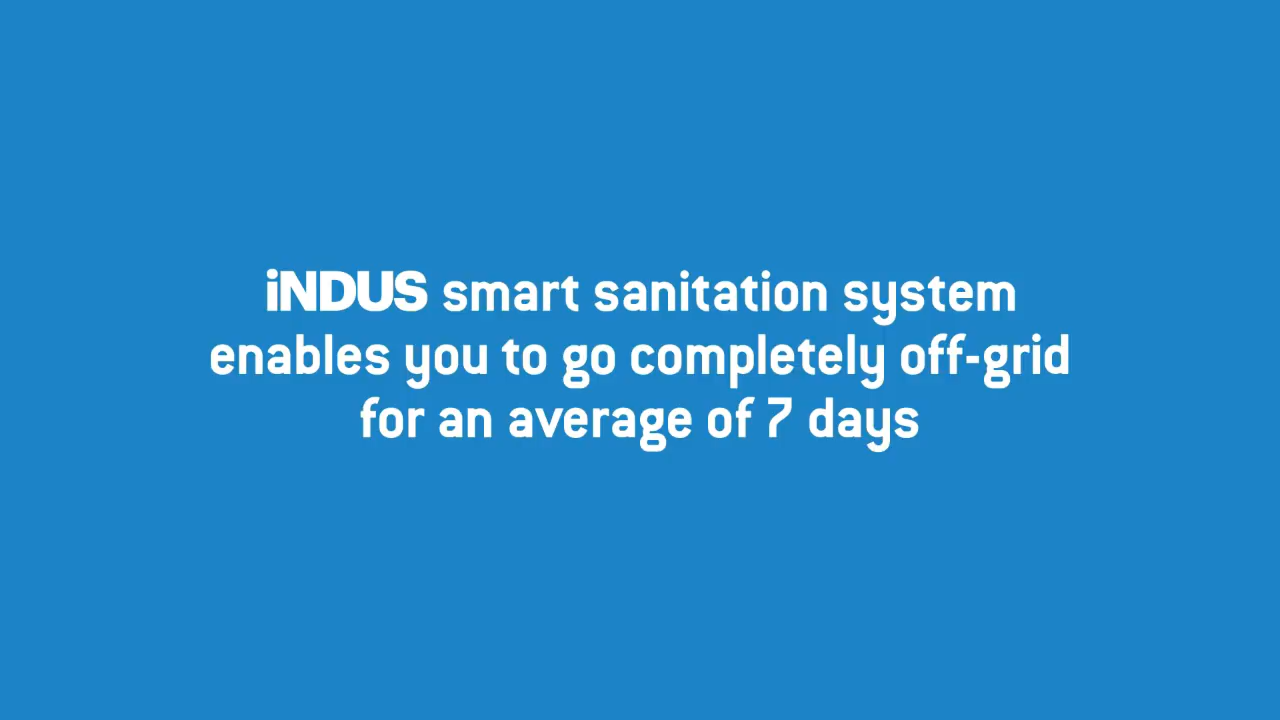 iNDUS smart sanitation system
enables you to go completely off-grid
for an average of 7 days